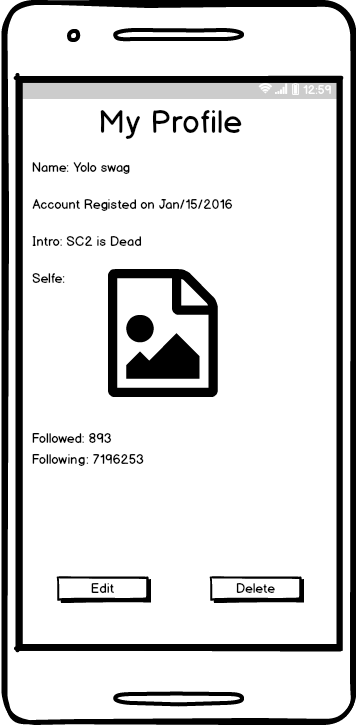 12:59
My Profile
Name: Yolo swag
Account Registed on Jan/15/2016
Intro: SC2 is Dead
Selfe:
Followed: 893
Following: 7196253
Edit Delete